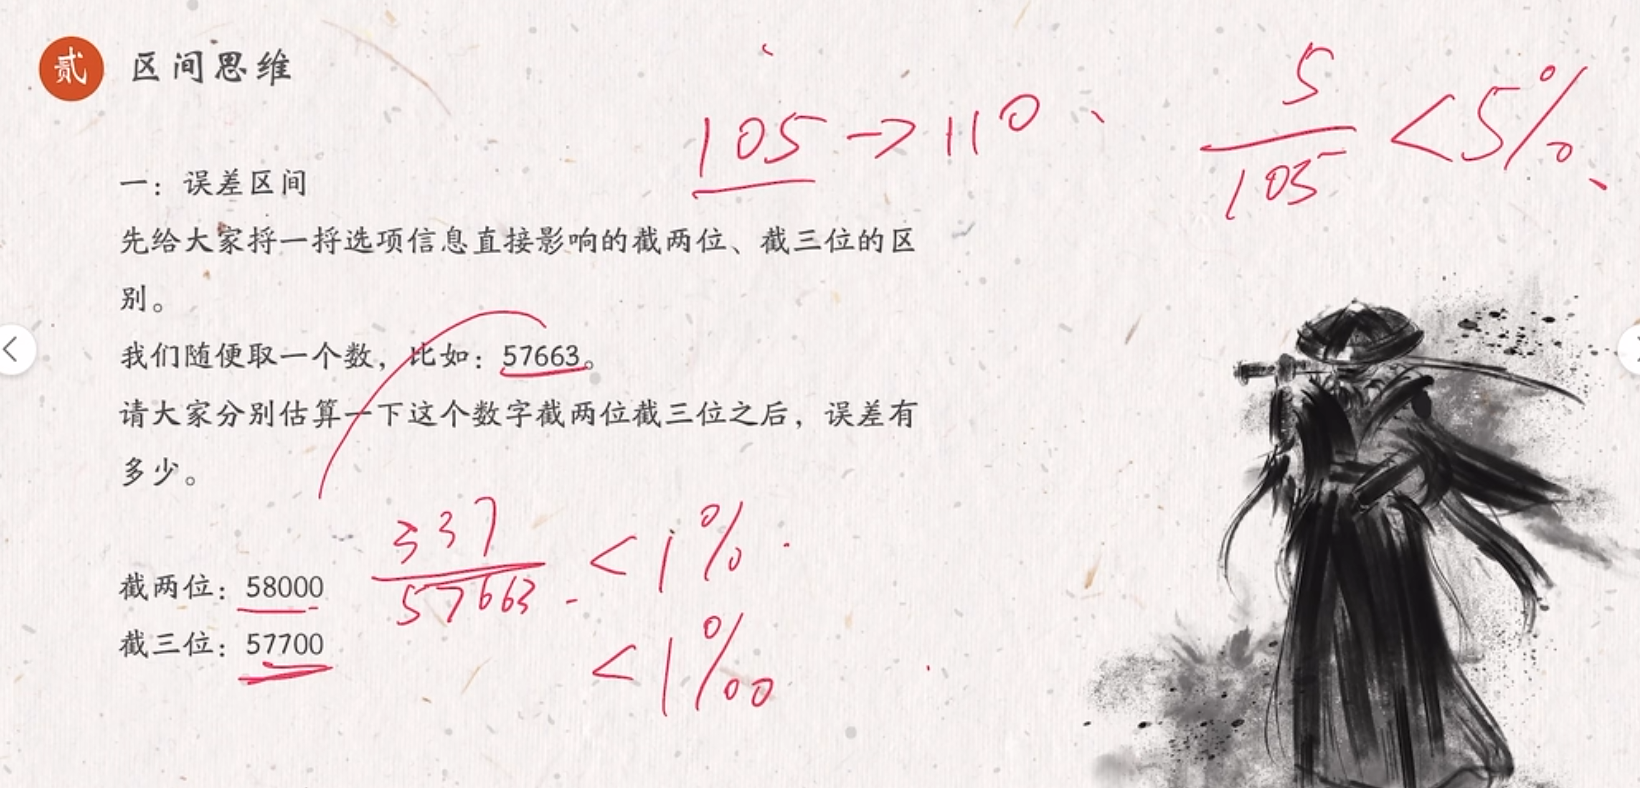 贰 区间思维
105 → 110、
5/105 < 5%、
一：误差区间
先给大家捋一捋选项信息直接影响的截两位、截三位的区
别。
我们随便取一个数，比如：57663。
请大家分别估算一下这个数字截两位截三位之后，误差有
多少。
截两位：58000
337/57663 < 1%
截三位：57700
< 1‰